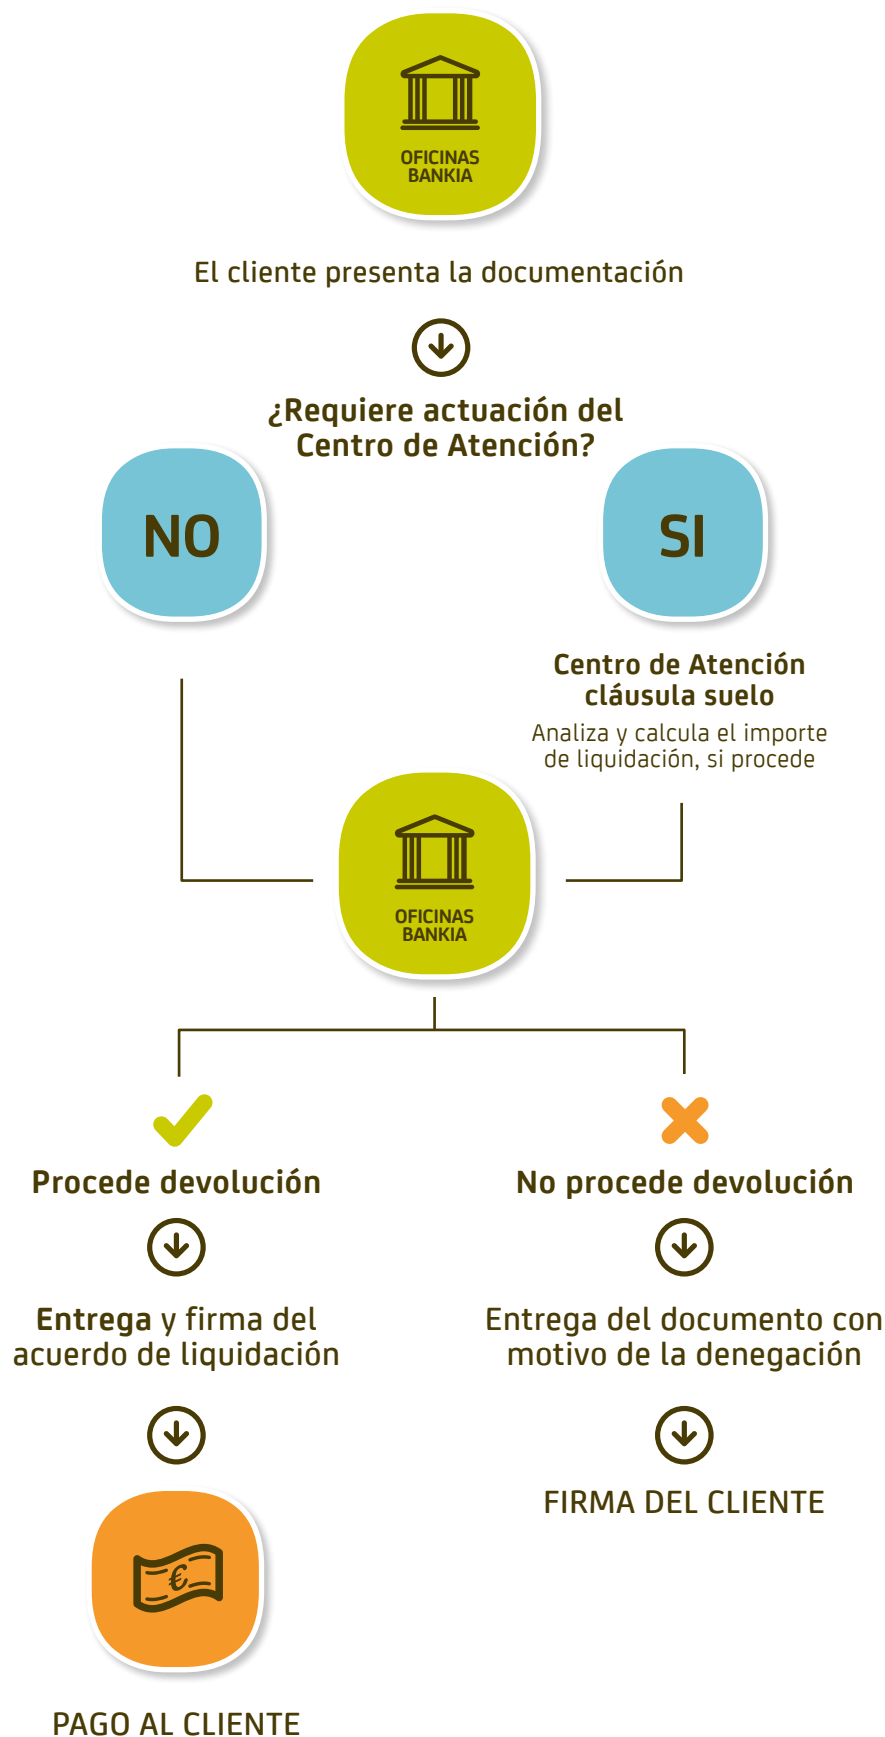 OFICINAS
BANKIA
El cliente presenta la documentación
¿Requiere actuación del
Centro de Atención?
NO
SI
Centro de Atención
cláusula suelo
Analiza y calcula el importe
de liquidación, si procede
OFICINAS
BANKIA
Procede devolución
No procede devolución
Entrega y firma del
acuerdo de liquidación
Entrega del documento con
motivo de la denegación
FIRMA DEL CLIENTE
€
PAGO AL CLIENTE